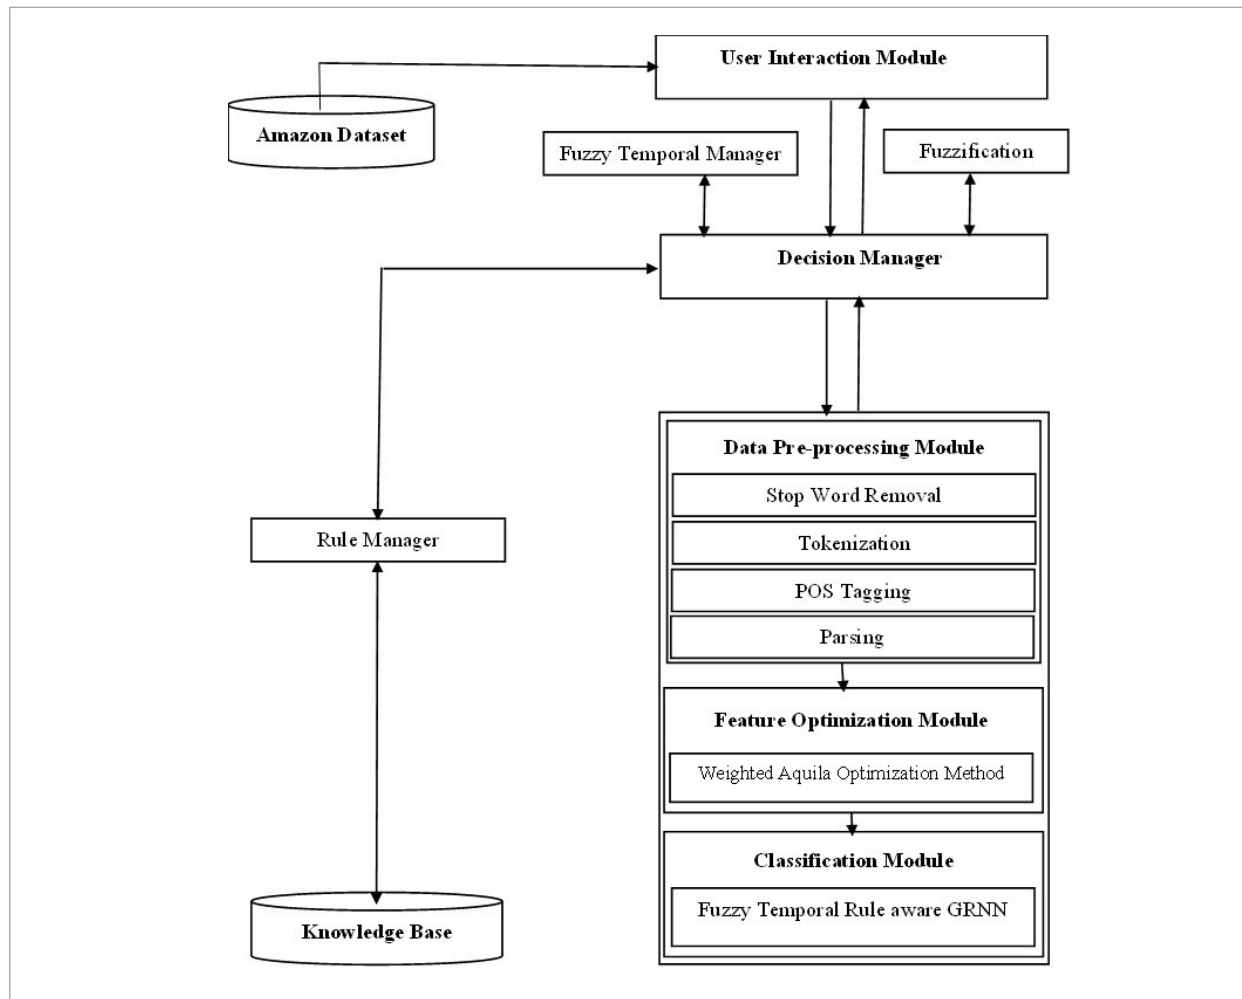 User Interaction Module
Amazon Dataset
Fuzzy Temporal Manager
Fuzzification
Decision Manager
Data Pre-processing Module
Stop Word Removal
Tokenization
Rule Manager
POS Tagging
Parsing
Feature Optimization Module
Weighted Aquila Optimization Method
Classification Module
Fuzzy Temporal Rule aware GRNN
Knowledge Base